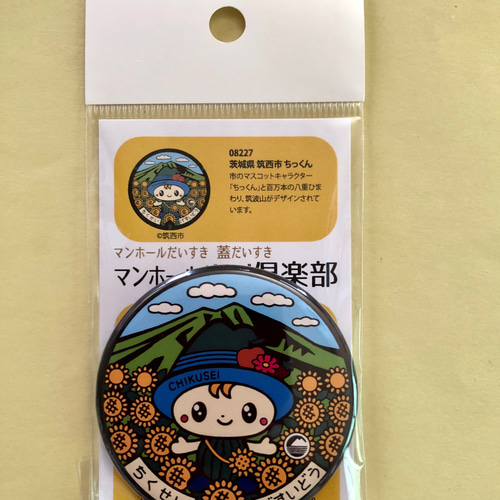 08227
茨城県 筑西市 ちっくん
市のマスコットキャラクター
「ちっくん」と百万本の八重ひま
わり、筑波山がデザインされて
います。
©筑西市
マンホールだいすき 蓋だいすき
マンホー 倶楽部
CHIKUSEI
ちくせい すいどう